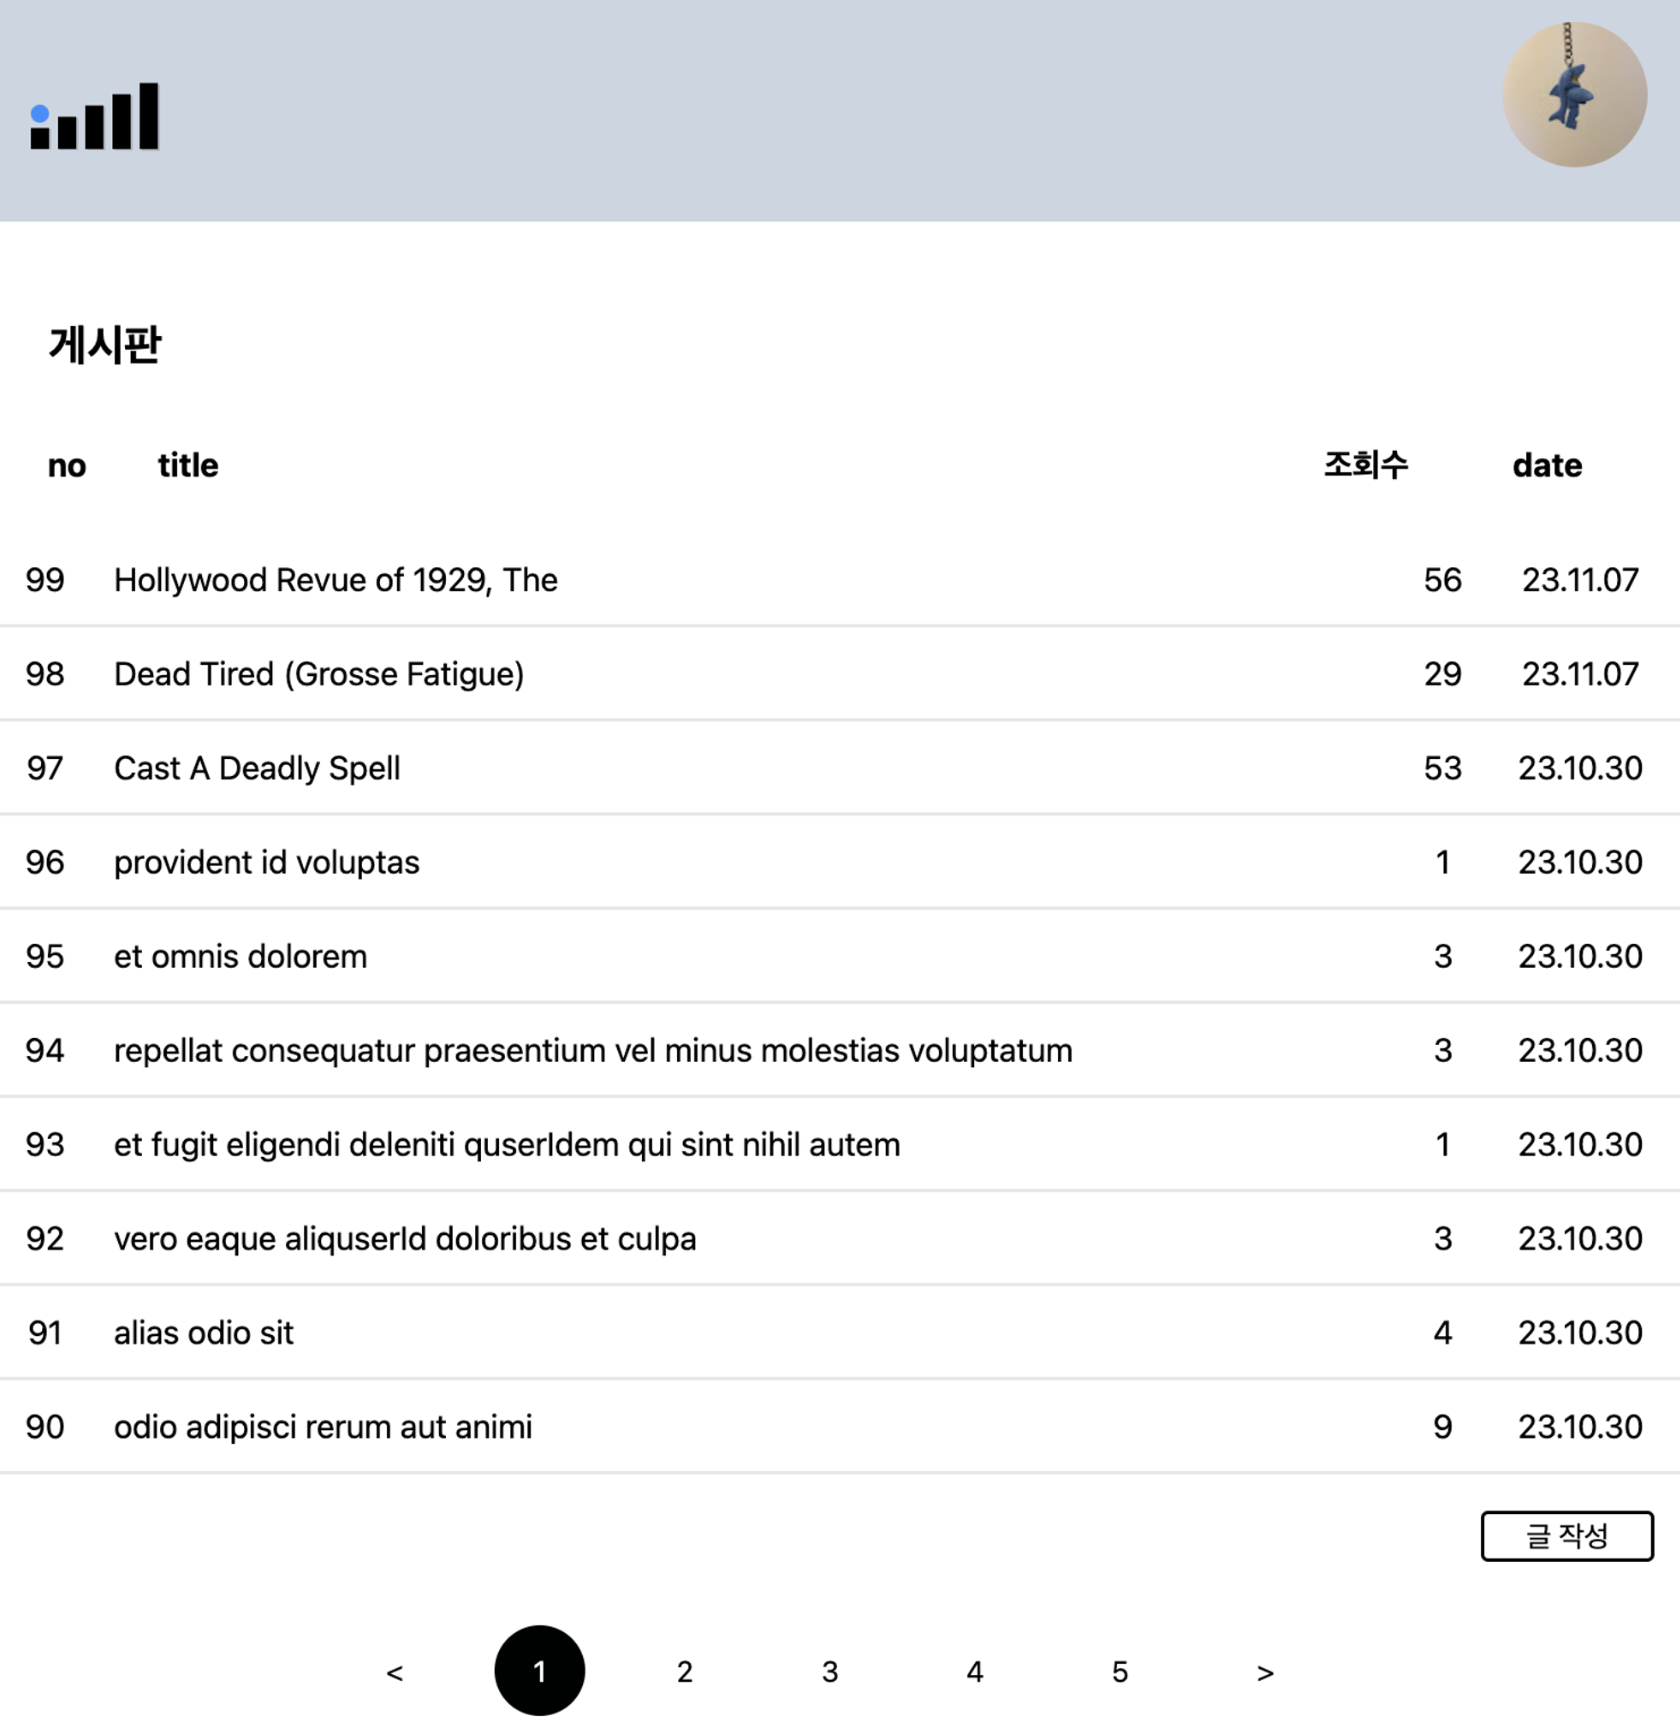 게시판
no title 조회수 date
99 Hollywood Revue of 1929, The 56 23.11.07
98 Dead Tired (Grosse Fatigue) 29 23.11.07
97 Cast A Deadly Spell 53 23.10.30
96 provident id voluptas 1 23.10.30
95 et omnis dolorem 3 23.10.30
94 repellat consequatur praesentium vel minus molestias voluptatum 3 23.10.30
93 et fugit eligendi deleniti quserIdem qui sint nihil autem 1 23.10.30
92 vero eaque aliquserId doloribus et culpa 3 23.10.30
91 alias odio sit 4 23.10.30
90 odio adipisci rerum aut animi 9 23.10.30
글 작성
< 1 2 3 4 5 >